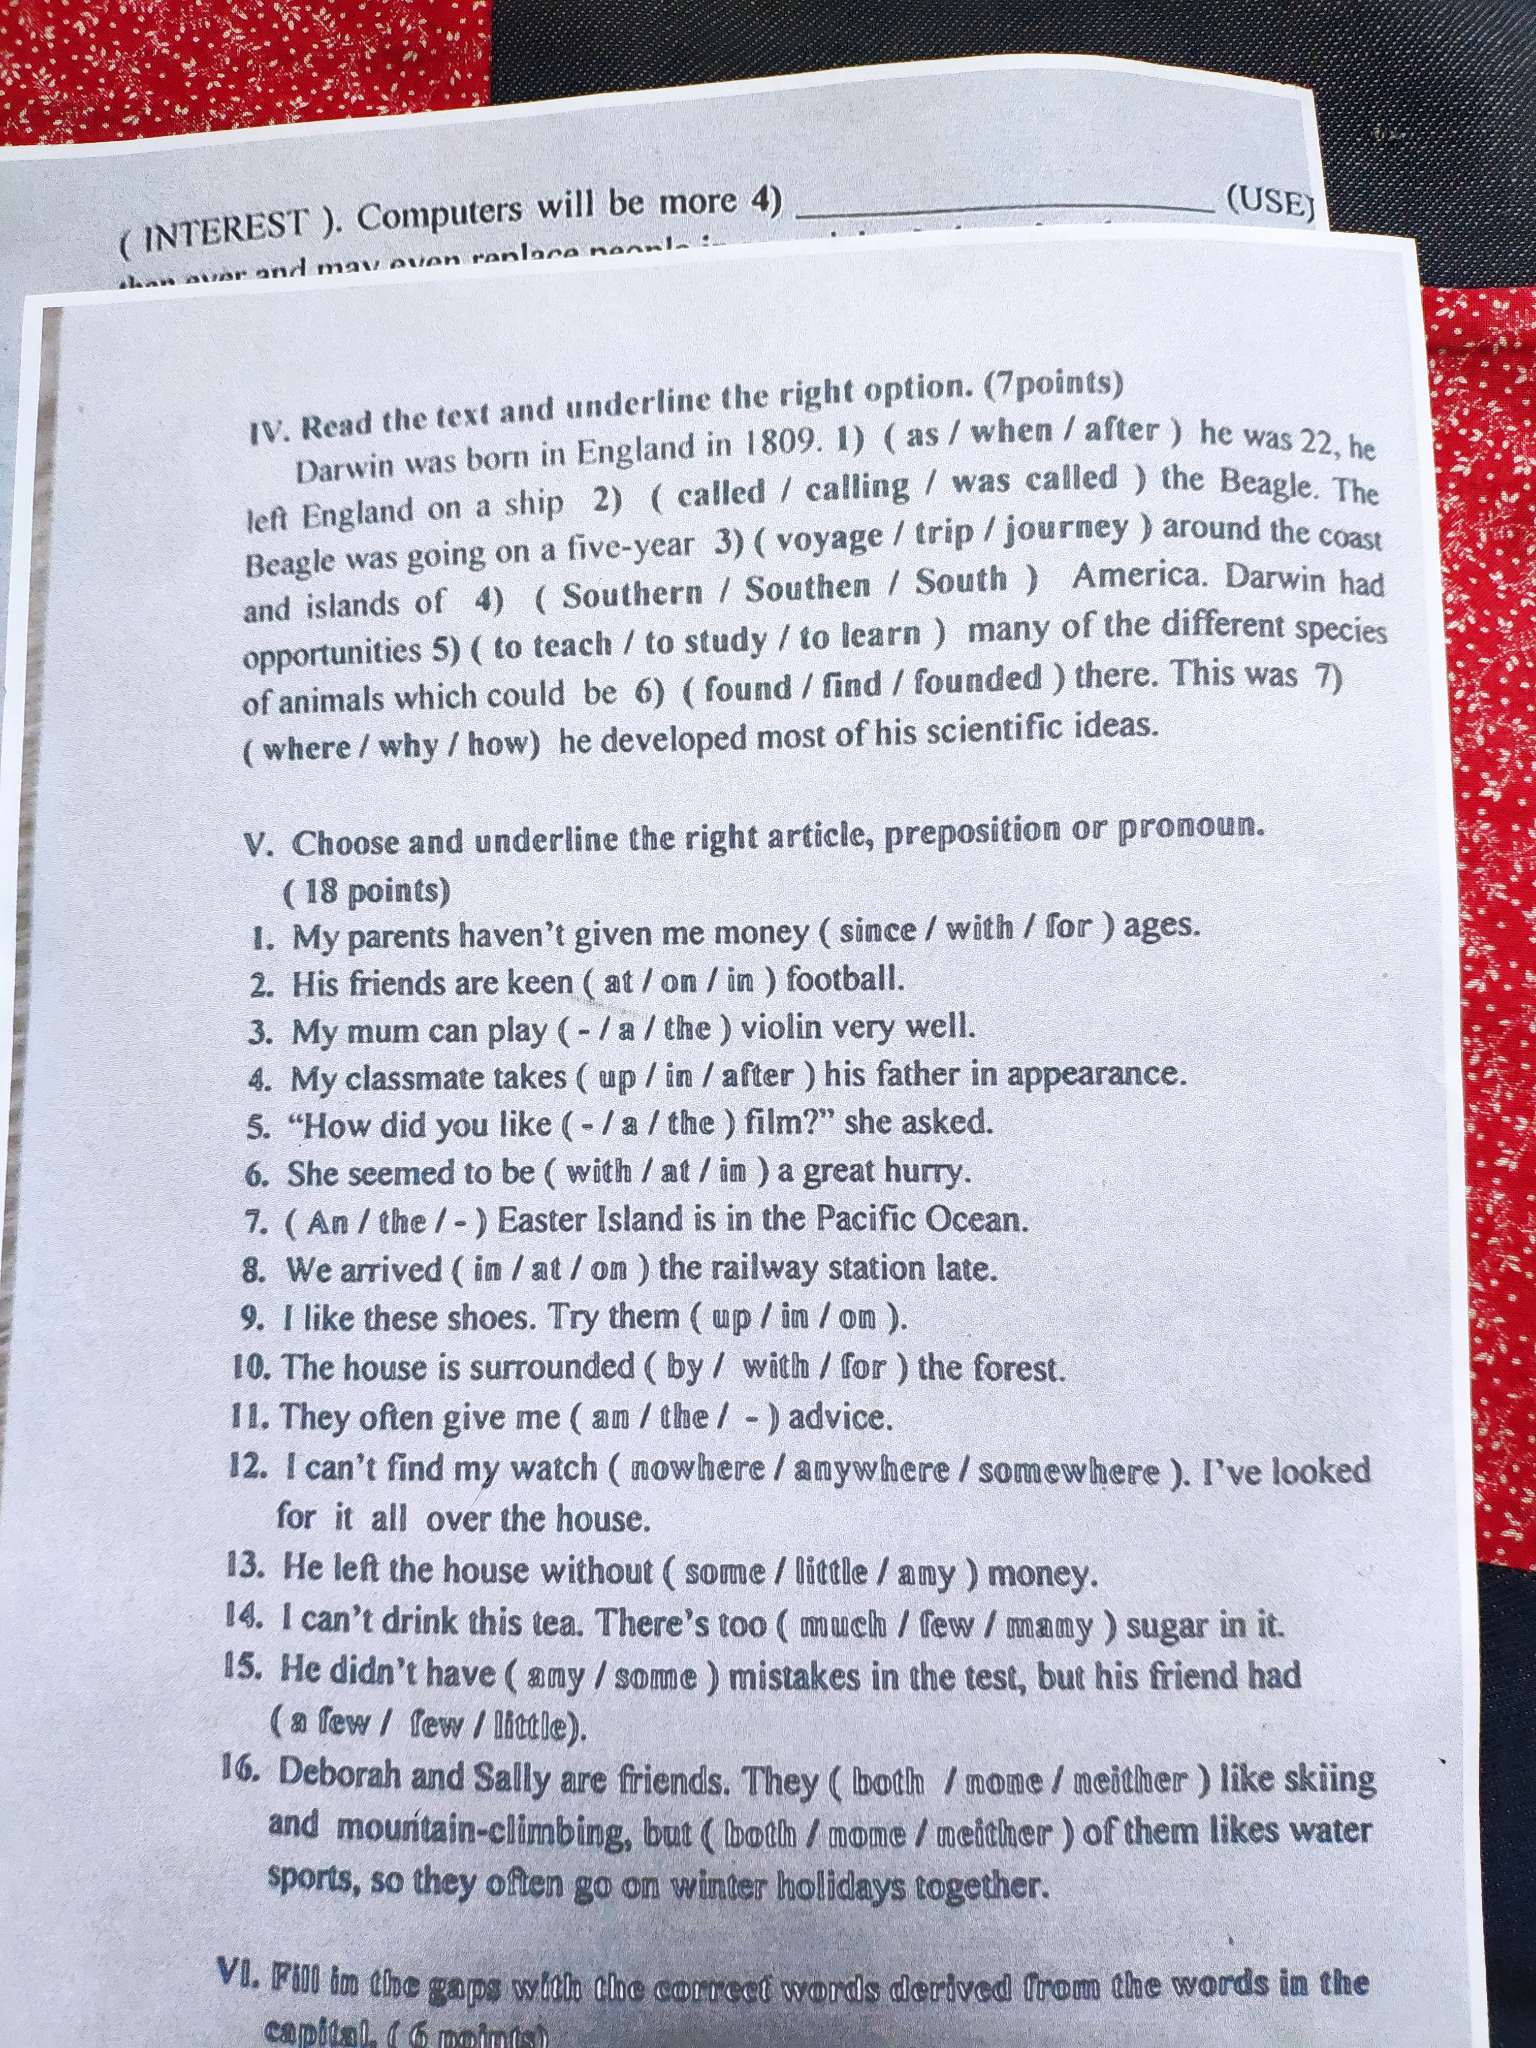 ( INTEREST ). Computers will be more 4) ____________ (USE)
than ever and may even replace people in
IV. Read the text and underline the right option. (7points)
Darwin was born in England in 1809. 1) ( as / when / after ) he was 22, he
left England on a ship 2) ( called / calling / was called ) the Beagle. The
Beagle was going on a five-year 3) ( voyage / trip / journey ) around the coast
and islands of 4) ( Southern / Southen / South ) America. Darwin had
opportunities 5) ( to teach / to study / to learn ) many of the different species
of animals which could be 6) ( found / find / founded ) there. This was 7)
( where / why / how) he developed most of his scientific ideas.
V. Choose and underline the right article, preposition or pronoun.
( 18 points)
1. My parents haven't given me money ( since / with / for ) ages.
2. His friends are keen ( at / on / in ) football.
3. My mum can play ( - / a / the ) violin very well.
4. My classmate takes ( up / in / after ) his father in appearance.
5. “How did you like ( - / a / the ) film?” she asked.
6. She seemed to be ( with / at / in ) a great hurry.
7. ( An / the / - ) Easter Island is in the Pacific Ocean.
8. We arrived ( in / at / on ) the railway station late.
9. I like these shoes. Try them ( up / in / on ).
10. The house is surrounded ( by / with / for ) the forest.
11. They often give me ( an / the / - ) advice.
12. I can't find my watch ( nowhere / anywhere / somewhere ). I've looked
for it all over the house.
13. He left the house without ( some / little / any ) money.
14. I can't drink this tea. There's too ( much / few / many ) sugar in it.
15. He didn't have ( any / some ) mistakes in the test, but his friend had
( a few / few / little).
16. Deborah and Sally are friends. They ( both / none / neither ) like skiing
and mountain-climbing, but ( both / none / neither ) of them likes water
sports, so they often go on winter holidays together.
VI. Fill in the gaps with the correct words derived from the words in the
capital. ( 6 points)